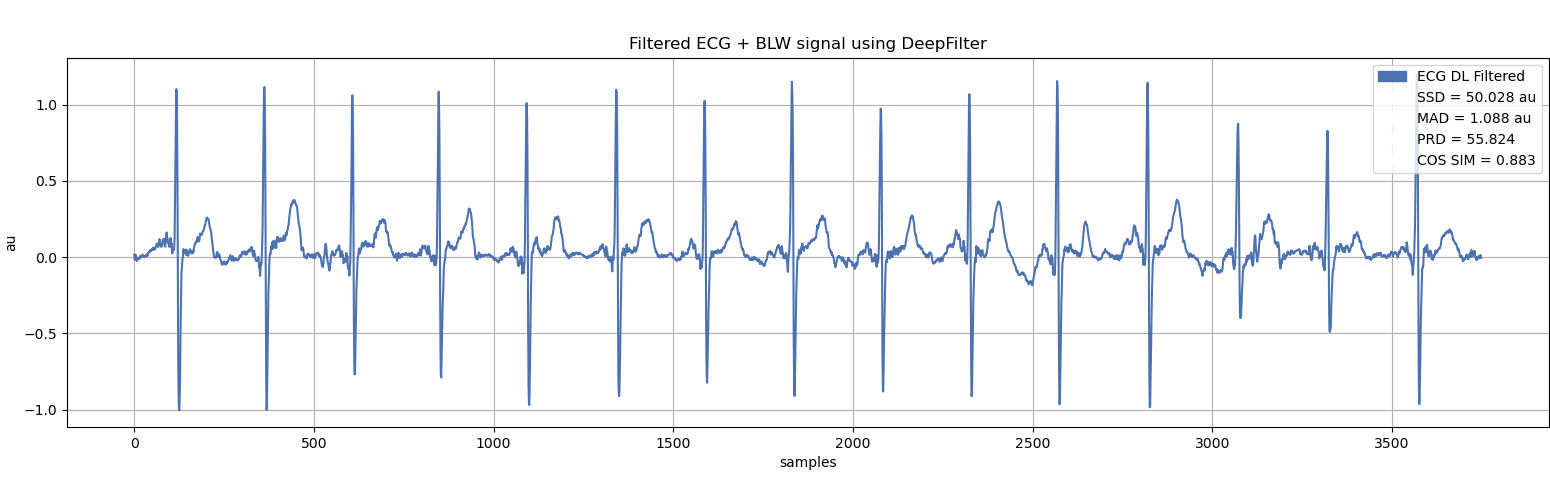 Filtered ECG + BLW signal using DeepFilter
ECG DL Filtered
SSD = 50.028 au
MAD = 1.088 au
PRD = 55.824
COS SIM = 0.883
au
1.0
0.5
0.0
−0.5
−1.0
0 500 1000 1500 2000 2500 3000 3500
samples